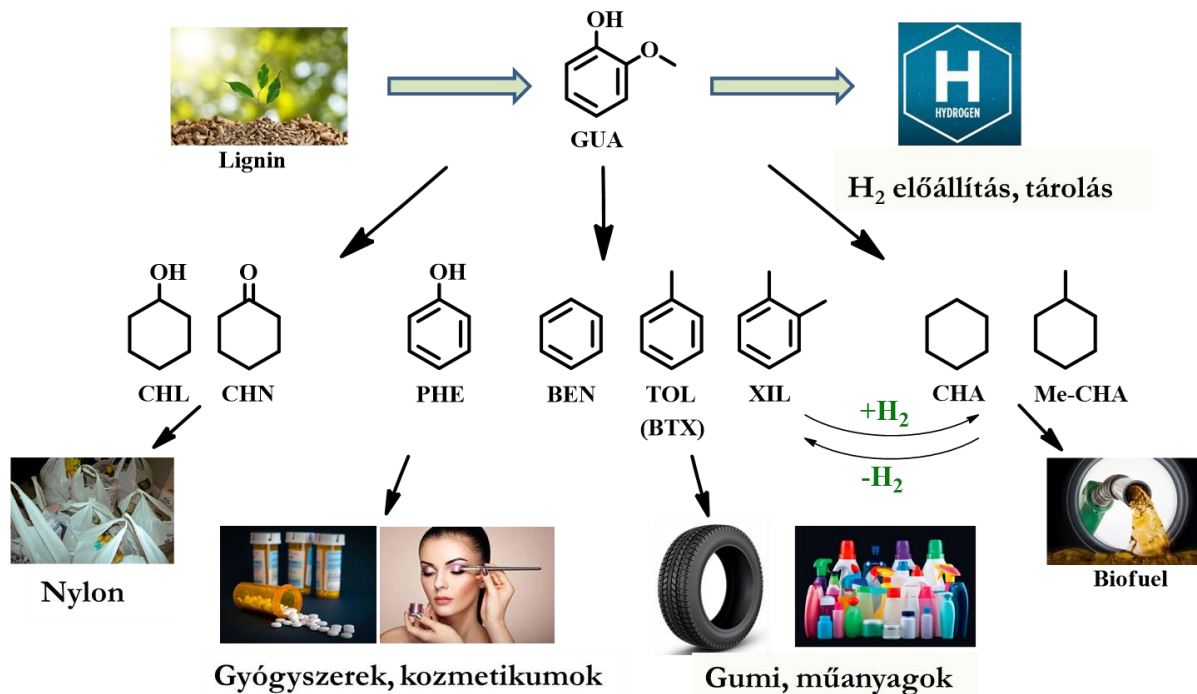 OH
O
GUA
Lignin
H
HYDROGEN
H₂ előállítás, tárolás
OH
O
OH
CHL
CHN
PHE
BEN
TOL
(BTX)
XIL
CHA
Me-CHA
+H₂
-H₂
Nylon
Gyógyszerek, kozmetikumok
Gumi, műanyagok
Biofuel